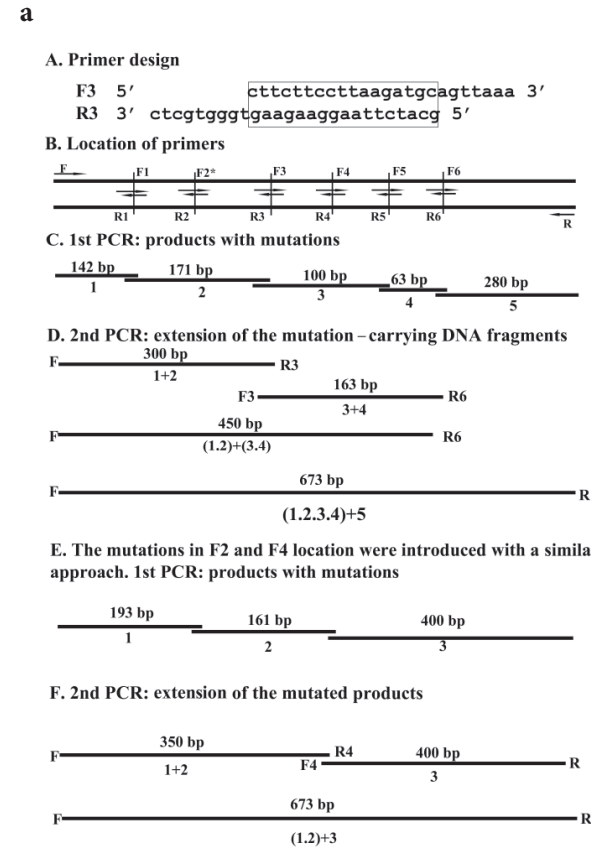 a
A. Primer design
F3 5′ cttcttccttaagatgcagttaaa 3′
R3 3′ ctcgtgggtgaagaaggaattctacg 5′
B. Location of primers
F F1 F2* F3 F4 F5 F6
R1 R2 R3 R4 R5 R6 R
C. 1st PCR: products with mutations
142 bp 171 bp 100 bp 63 bp 280 bp
1 2 3 4 5
D. 2nd PCR: extension of the mutation – carrying DNA fragments
300 bp
F R3
1+2
163 bp
F3 R6
3+4
450 bp
F R6
(1.2)+(3.4)
673 bp
F R
(1.2.3.4)+5
E. The mutations in F2 and F4 location were introduced with a simila
approach. 1st PCR: products with mutations
193 bp 161 bp 400 bp
1 2 3
F. 2nd PCR: extension of the mutated products
350 bp R4 400 bp
F F4 R
1+2 3
673 bp
F R
(1.2)+3